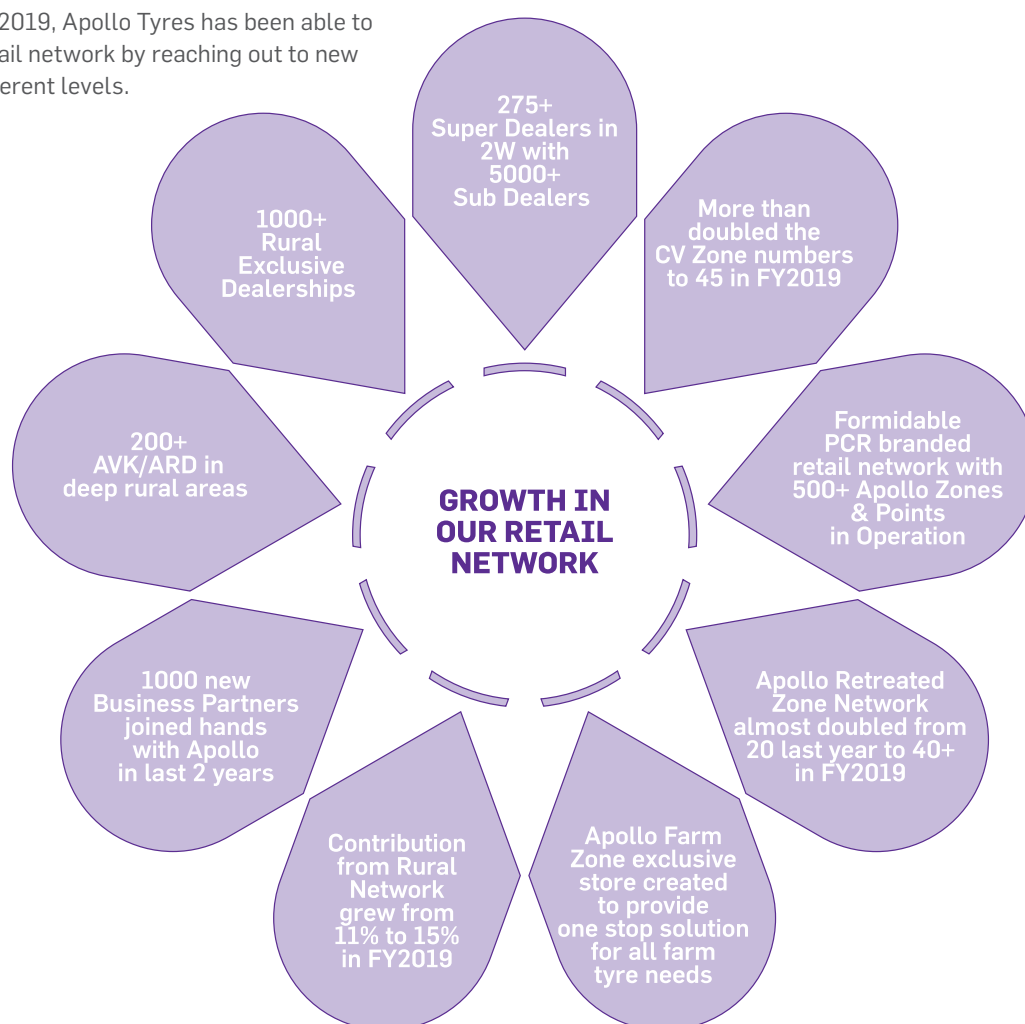 2019, Apollo Tyres has been able to
ail network by reaching out to new
erent levels.
275+
Super Dealers in
2W with
5000+
Sub Dealers
More than
doubled the
CV Zone numbers
to 45 in FY2019
Formidable
PCR branded
retail network with
500+ Apollo Zones
& Points
in Operation
Apollo Retreated
Zone Network
almost doubled from
20 last year to 40+
in FY2019
Apollo Farm
Zone exclusive
store created
to provide
one stop solution
for all farm
tyre needs
Contribution
from Rural
Network
grew from
11% to 15%
in FY2019
1000 new
Business Partners
joined hands
with Apollo
in last 2 years
200+
AVK/ARD in
deep rural areas
1000+
Rural
Exclusive
Dealerships
GROWTH IN
OUR RETAIL
NETWORK